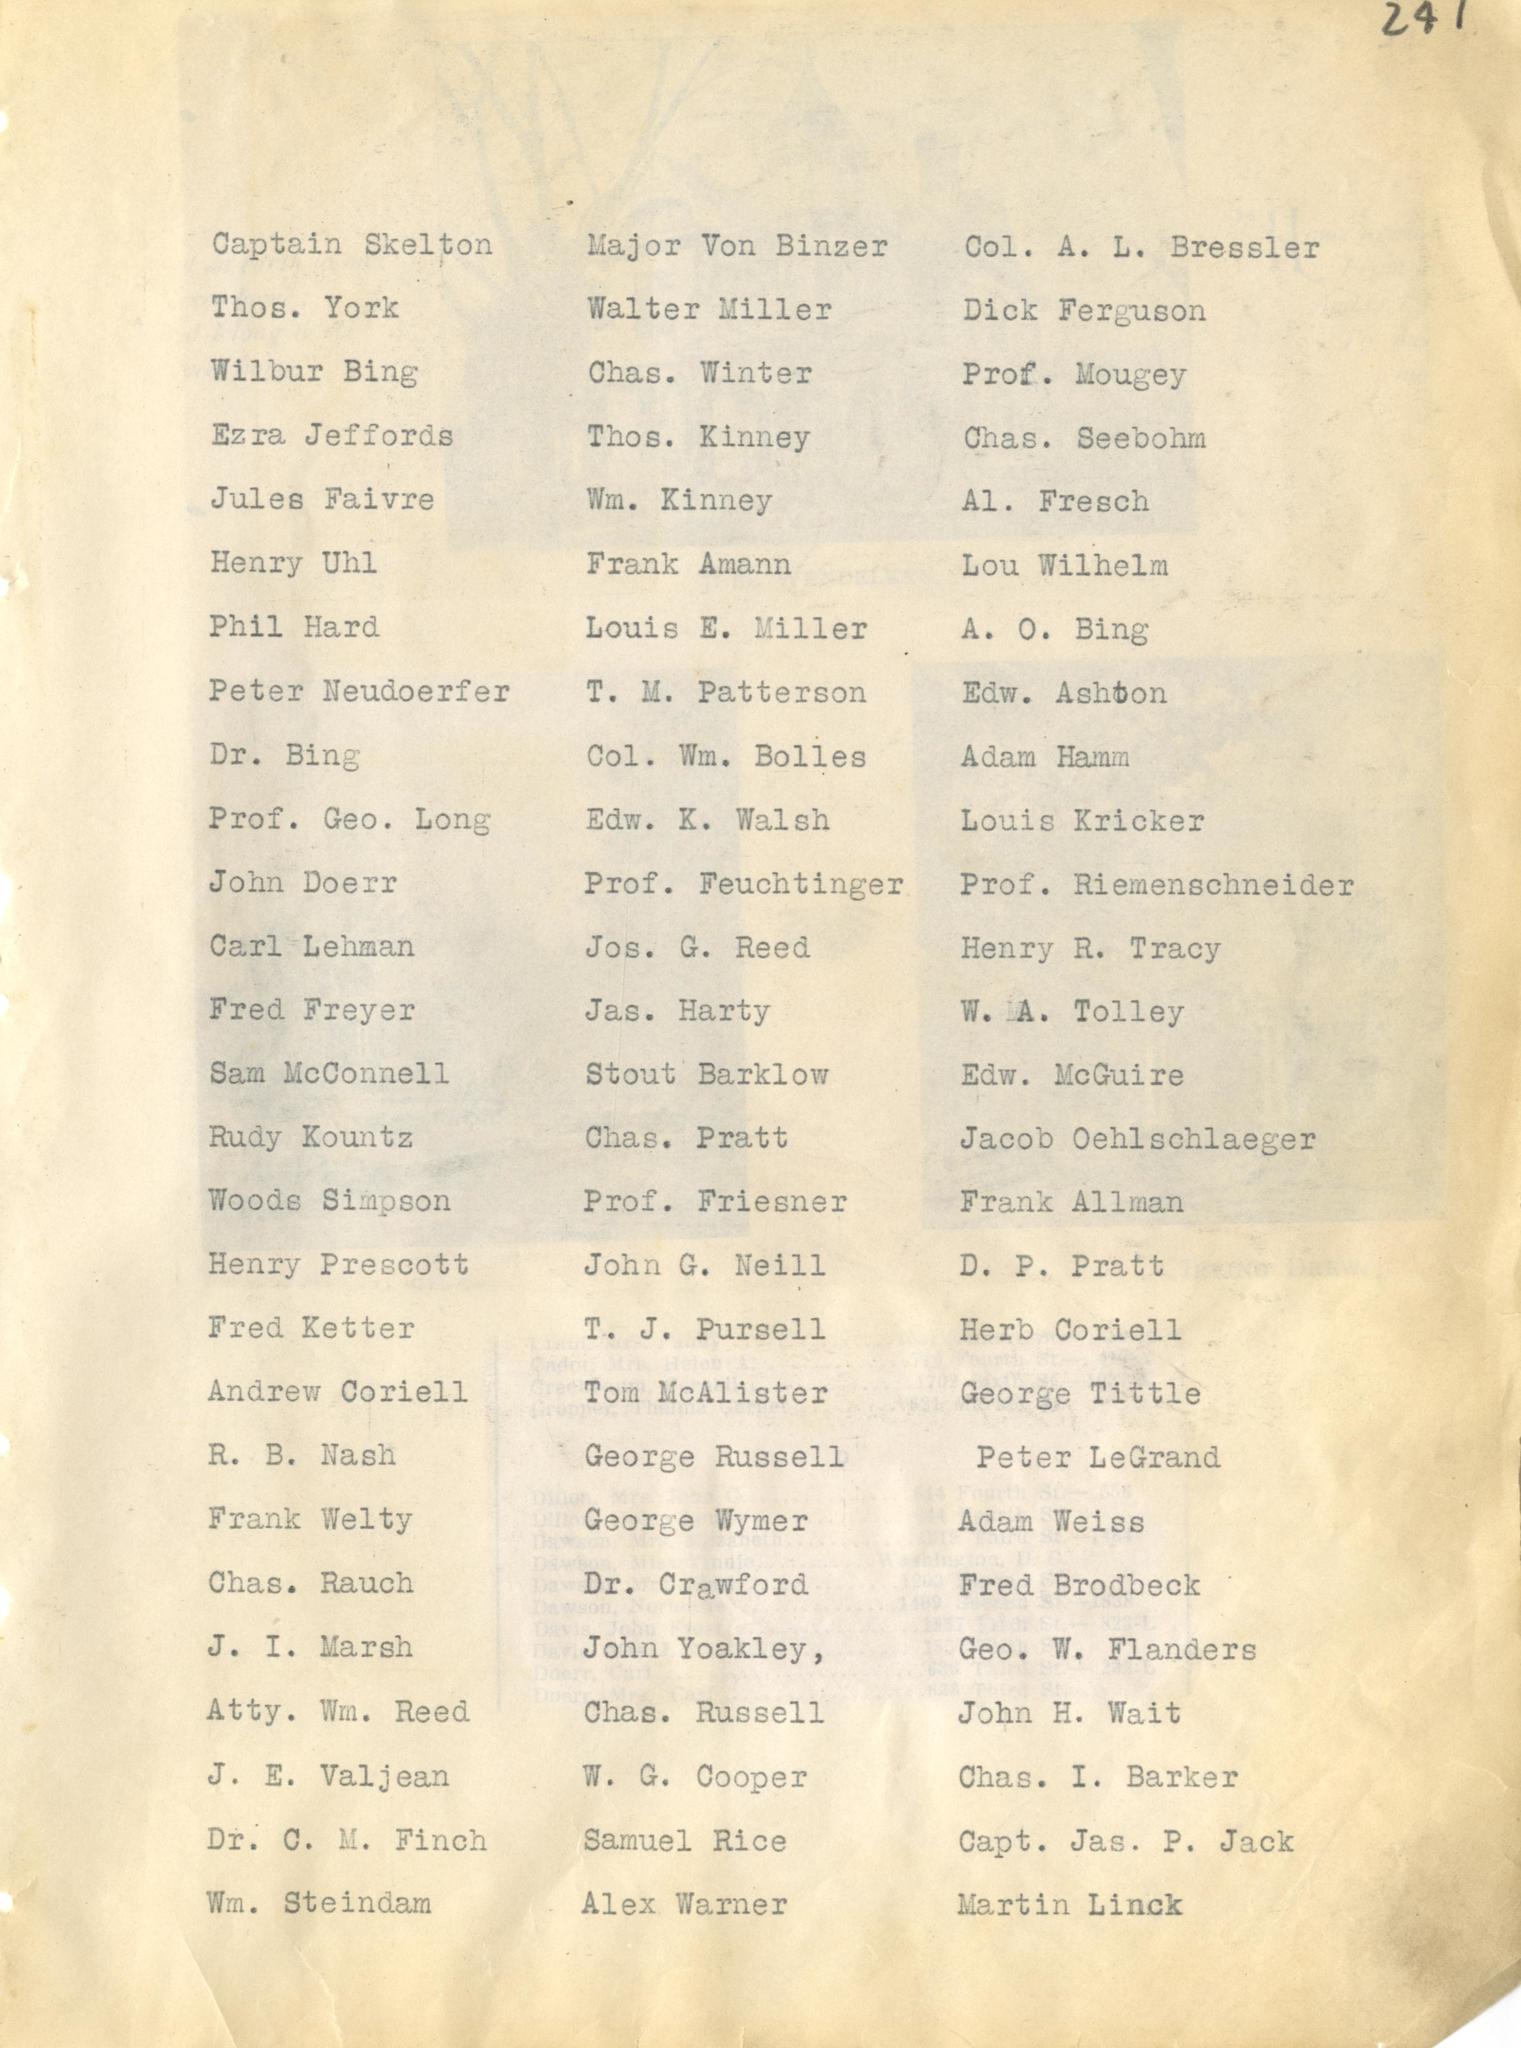 241
Captain Skelton Major Von Binzer Col. A. L. Bressler
Thos. York Walter Miller Dick Ferguson
Wilbur Bing Chas. Winter Prof. Mougey
Ezra Jeffords Thos. Kinney Chas. Seebohm
Jules Faivre Wm. Kinney Al. Fresch
Henry Uhl Frank Amann Lou Wilhelm
Phil Hard Louis E. Miller A. O. Bing
Peter Neudoerfer T. M. Patterson Edw. Ashton
Dr. Bing Col. Wm. Bolles Adam Hamm
Prof. Geo. Long Edw. K. Walsh Louis Kricker
John Doerr Prof. Feuchtinger Prof. Riemenschneider
Carl Lehman Jos. G. Reed Henry R. Tracy
Fred Freyer Jas. Harty W. A. Tolley
Sam McConnell Stout Barklow Edw. McGuire
Rudy Kountz Chas. Pratt Jacob Oehlschlaeger
Woods Simpson Prof. Friesner Frank Allman
Henry Prescott John G. Neill D. P. Pratt
Fred Ketter T. J. Pursell Herb Coriell
Andrew Coriell Tom McAlister George Tittle
R. B. Nash George Russell Peter LeGrand
Frank Welty George Wymer Adam Weiss
Chas. Rauch Dr. Crawford Fred Brodbeck
J. I. Marsh John Yoakley, Geo. W. Flanders
Atty. Wm. Reed Chas. Russell John H. Wait
J. E. Valjean W. G. Cooper Chas. I. Barker
Dr. C. M. Finch Samuel Rice Capt. Jas. P. Jack
Wm. Steindam Alex Warner Martin Linck